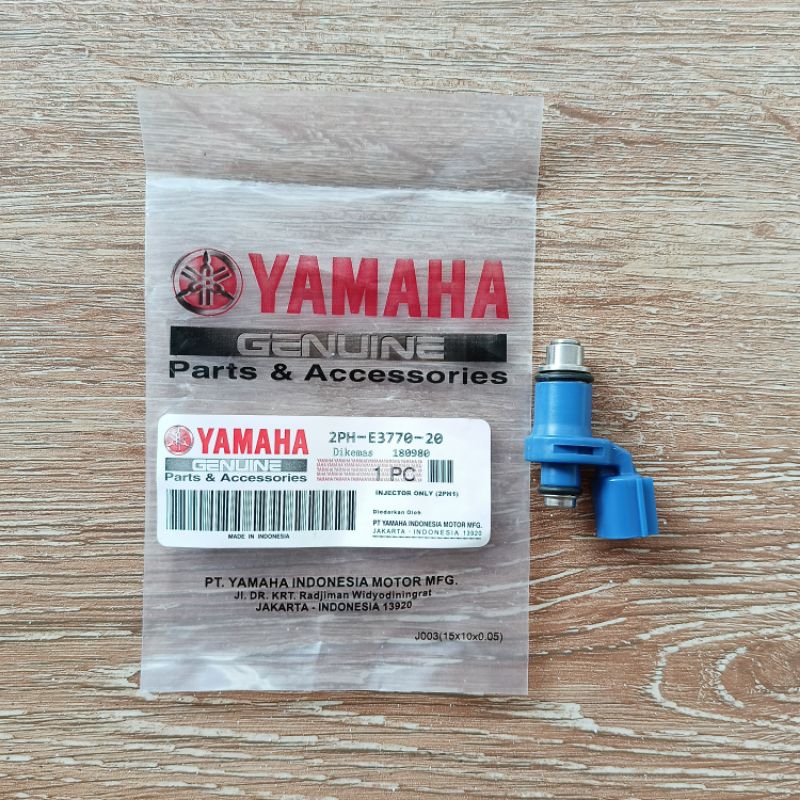 YAMAHA
GENUINE
Parts & Accessories
YAMAHA
GENUINE
Parts & Accessories
MADE IN INDONESIA
2PH-E3770-20
Dikemas 180980
1 PC
INJECTOR ONLY (2PH5)
Diedarkan Oleh
PT YAMAHA INDONESIA MOTOR MFG.
JAKARTA - INDONESIA 13920
PT. YAMAHA INDONESIA MOTOR MFG.
Jl. DR. KRT. Radjiman Widyodiningrat
JAKARTA - INDONESIA 13920
J003(15x10x0.05)